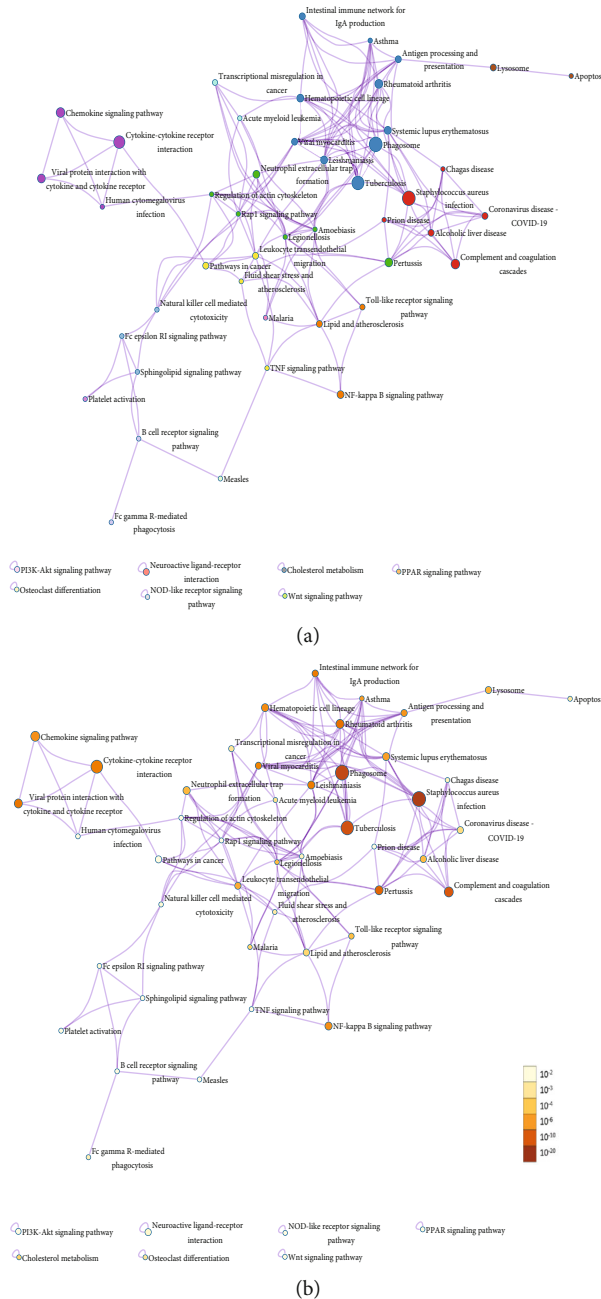 Intestinal immune network for
IgA production
Asthma
Antigen processing and
presentation
Lysosome
Apoptos
Transcriptional misregulation in
cancer
Rheumatoid arthritis
Hematopoietic cell lineage
Chemokine signaling pathway
Acute myeloid leukemia
Systemic lupus erythematosus
Cytokine-cytokine receptor
interaction
Viral myocarditis
Phagosome
Leishmaniasis
Neutrophil extracellular trap
formation
Chagas disease
Viral protein interaction with
cytokine and cytokine receptor
Tuberculosis
Staphylococcus aureus
infection
Regulation of actin cytoskeleton
Human cytomegalovirus
infection
Rap1 signaling pathway
Prion disease
Coronavirus disease -
COVID-19
Amoebiasis
Legionellosis
Alcoholic liver disease
Leukocyte transendothelial
migration
Pathways in cancer
Pertussis
Complement and coagulation
cascades
Fluid shear stress and
atherosclerosis
Natural killer cell mediated
cytotoxicity
Toll-like receptor signaling
pathway
Malaria
Lipid and atherosclerosis
Fc epsilon RI signaling pathway
Sphingolipid signaling pathway
TNF signaling pathway
Platelet activation
NF-kappa B signaling pathway
B cell receptor signaling
pathway
Measles
Fc gamma R-mediated
phagocytosis
PI3K-Akt signaling pathway
Neuroactive ligand-receptor
interaction
Cholesterol metabolism
PPAR signaling pathway
Osteoclast differentiation
NOD-like receptor signaling
pathway
Wnt signaling pathway
(a)
Intestinal immune network for
IgA production
Lysosome
Asthma
Apoptos
Hematopoietic cell lineage
Antigen processing and
presentation
Rheumatoid arthritis
Chemokine signaling pathway
Transcriptional misregulation in
cancer
Systemic lupus erythematosus
Cytokine-cytokine receptor
interaction
Viral myocarditis
Phagosome
Chagas disease
Neutrophil extracellular trap
formation
Leishmaniasis
Staphylococcus aureus
infection
Viral protein interaction with
cytokine and cytokine receptor
Acute myeloid leukemia
Regulation of actin cytoskeleton
Human cytomegalovirus
infection
Tuberculosis
Coronavirus disease -
COVID-19
Rap1 signaling pathway
Prion disease
Pathways in cancer
Amoebiasis
Legionellosis
Alcoholic liver disease
Leukocyte transendothelial
migration
Pertussis
Complement and coagulation
cascades
Natural killer cell mediated
cytotoxicity
Fluid shear stress and
atherosclerosis
Toll-like receptor signaling
pathway
Malaria
Lipid and atherosclerosis
Fc epsilon RI signaling pathway
Sphingolipid signaling pathway
TNF signaling pathway
Platelet activation
NF-kappa B signaling pathway
B cell receptor signaling
pathway
Measles
10-2
10-3
10-4
10-6
10-10
10-20
Fc gamma R-mediated
phagocytosis
PI3K-Akt signaling pathway
Neuroactive ligand-receptor
interaction
NOD-like receptor signaling
pathway
PPAR signaling pathway
Cholesterol metabolism
Osteoclast differentiation
Wnt signaling pathway
(b)